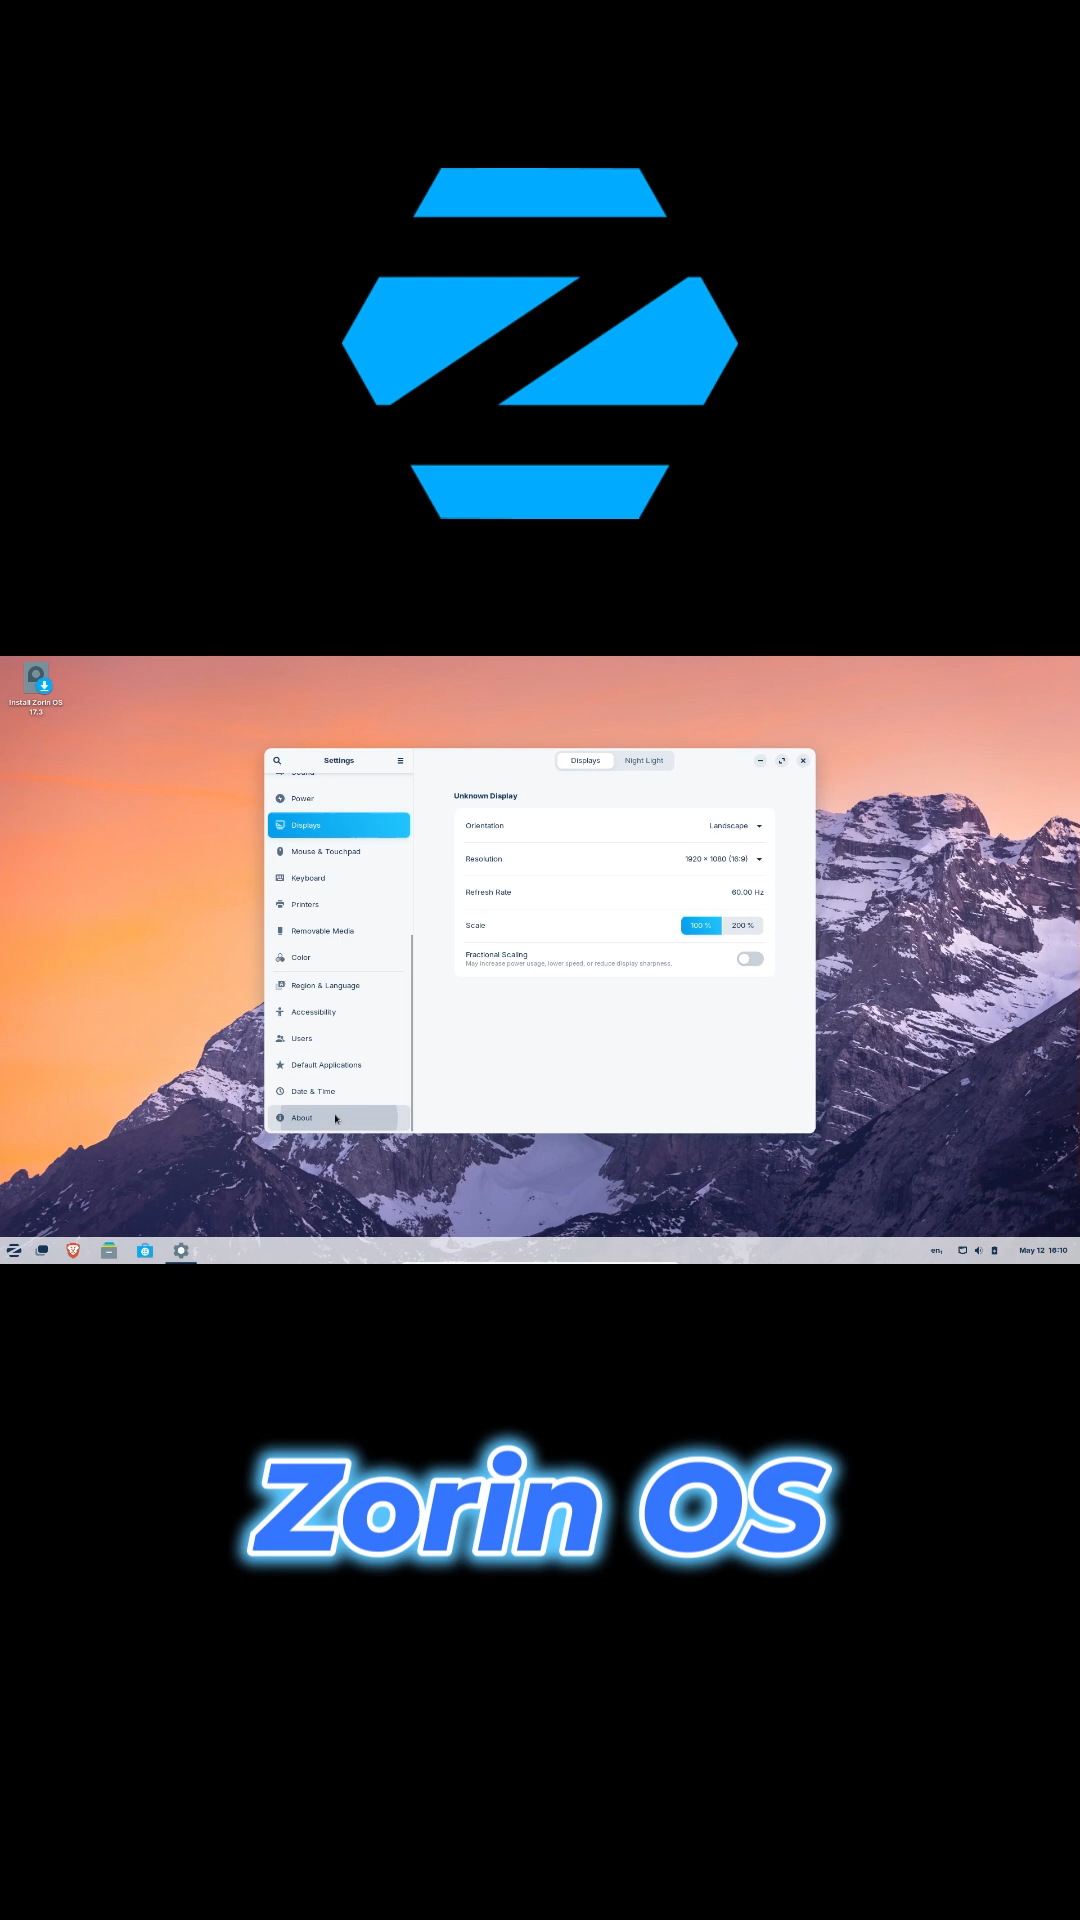 Install Zorin OS
17.3
Settings
Displays
Night Light
Sound
Power
Displays
Mouse & Touchpad
Keyboard
Printers
Removable Media
Color
Region & Language
Accessibility
Users
Default Applications
Date & Time
About
Unknown Display
Orientation
Landscape
Resolution
1920 × 1080 (16:9)
Refresh Rate
60.00 Hz
Scale
100 %
200 %
Fractional Scaling
May increase power usage, lower speed, or reduce display sharpness.
en₁
May 12 16:10
Zorin OS